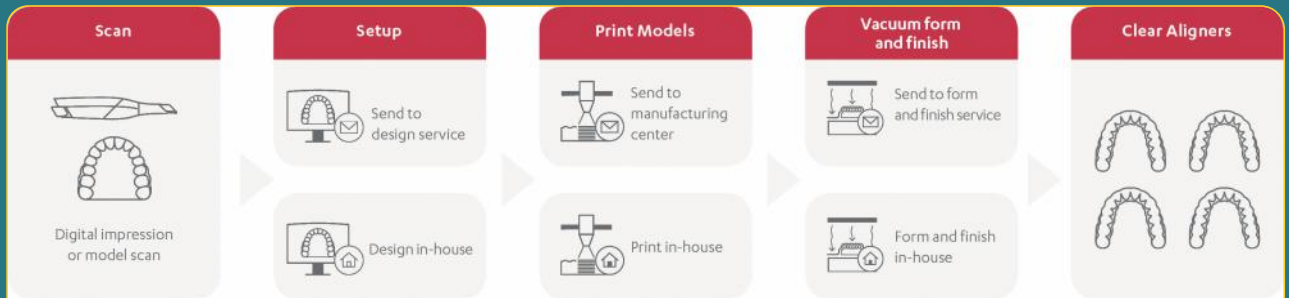 Scan
Digital impression
or model scan
Setup
Send to
design service
Design in-house
Print Models
Send to
manufacturing
center
Print in-house
Vacuum form
and finish
Send to form
and finish service
Form and finish
in-house
Clear Aligners